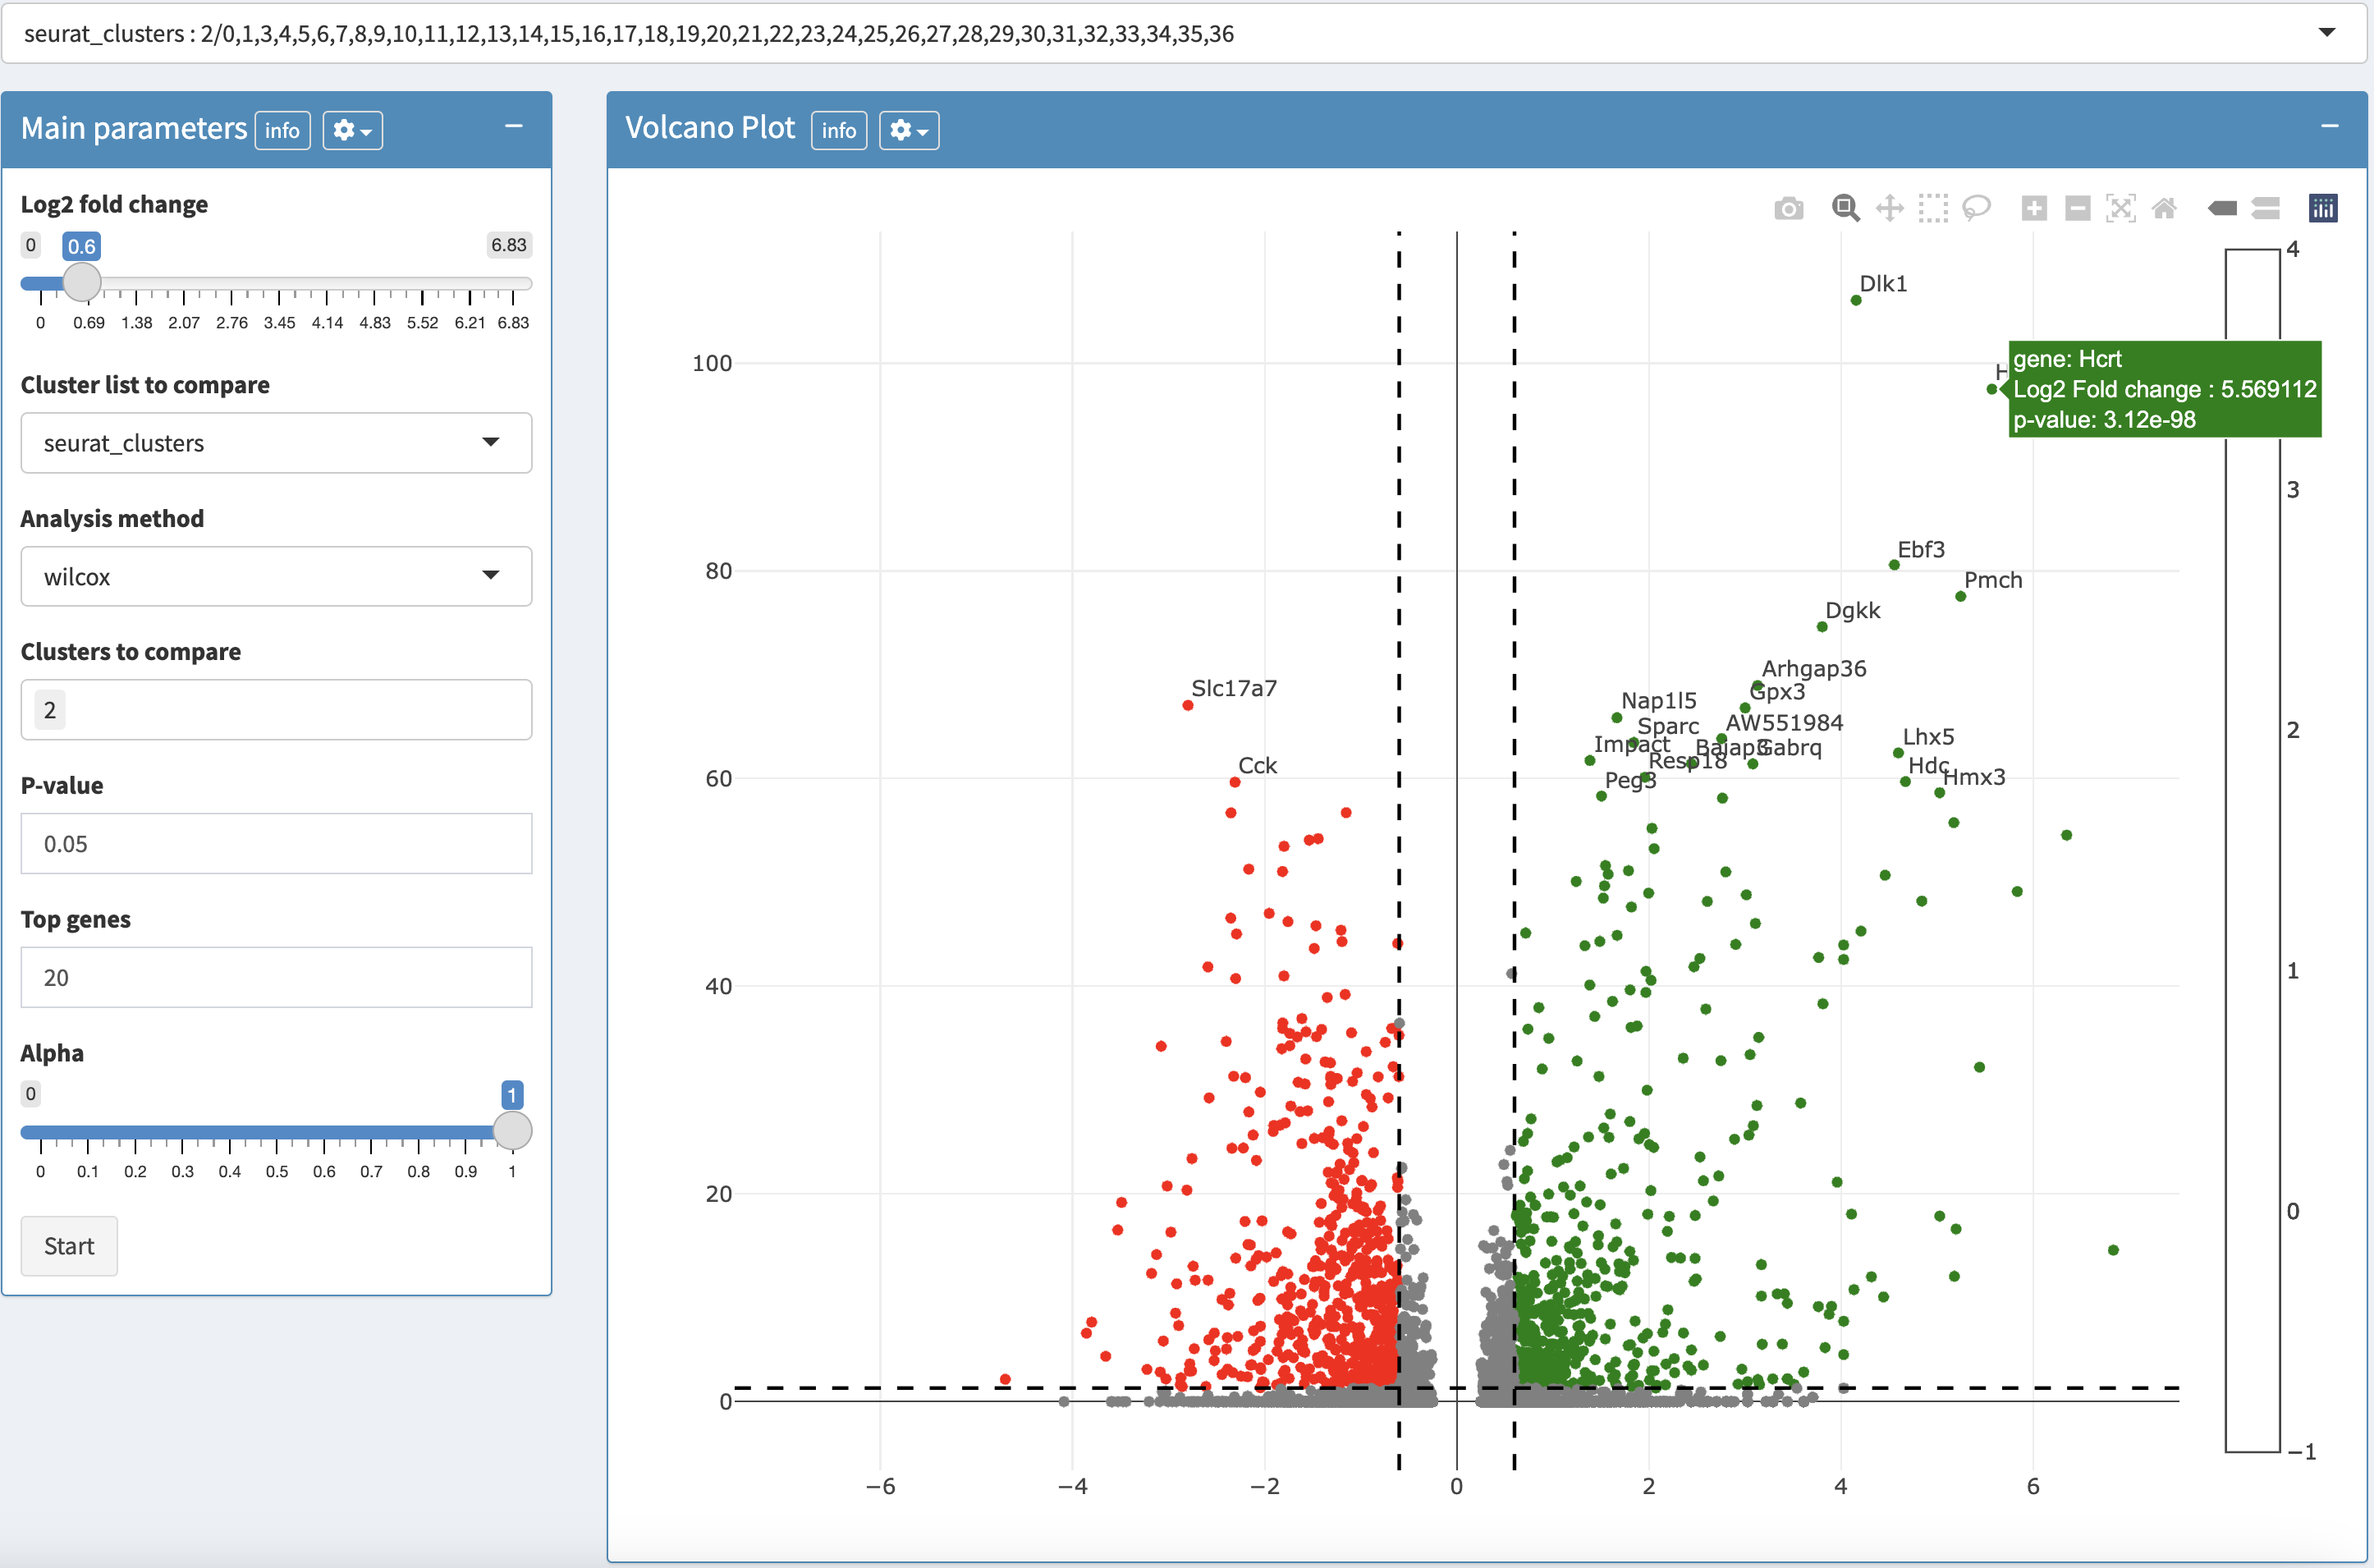 seurat_clusters : 2/0,1,3,4,5,6,7,8,9,10,11,12,13,14,15,16,17,18,19,20,21,22,23,24,25,26,27,28,29,30,31,32,33,34,35,36
Main parameters info
Log2 fold change
0 0.6 6.83
0 0.69 1.38 2.07 2.76 3.45 4.14 4.83 5.52 6.21 6.83
Cluster list to compare
seurat_clusters
Analysis method
wilcox
Clusters to compare
2
P-value
0.05
Top genes
20
Alpha
0 1
0 0.1 0.2 0.3 0.4 0.5 0.6 0.7 0.8 0.9 1
Start
Volcano Plot info
Dlk1
gene: Hcrt
Log2 Fold change : 5.569112
p-value: 3.12e-98
H
Ebf3
Pmch
Dgkk
Arhgap36
Gpx3
Slc17a7
Nap1l5
Sparc
AW551984
Impact
Baiap3
Gabrq
Lhx5
Resp18
Hdc
Cck
Peg3
Hmx3
100
80
60
40
20
0
−6 −4 −2 0 2 4 6
4
3
2
1
0
−1